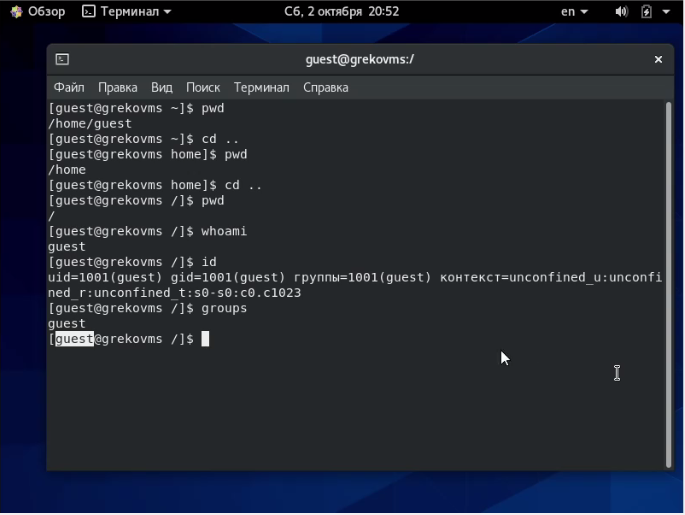 Обзор Терминал Сб, 2 октября 20:52 en
guest@grekovms:/ ×
Файл Правка Вид Поиск Терминал Справка
[guest@grekovms ~]$ pwd
/home/guest
[guest@grekovms ~]$ cd ..
[guest@grekovms home]$ pwd
/home
[guest@grekovms home]$ cd ..
[guest@grekovms /]$ pwd
/
[guest@grekovms /]$ whoami
guest
[guest@grekovms /]$ id
uid=1001(guest) gid=1001(guest) группы=1001(guest) контекст=unconfined_u:unconfi
ned_r:unconfined_t:s0-s0:c0.c1023
[guest@grekovms /]$ groups
guest
[guest@grekovms /]$